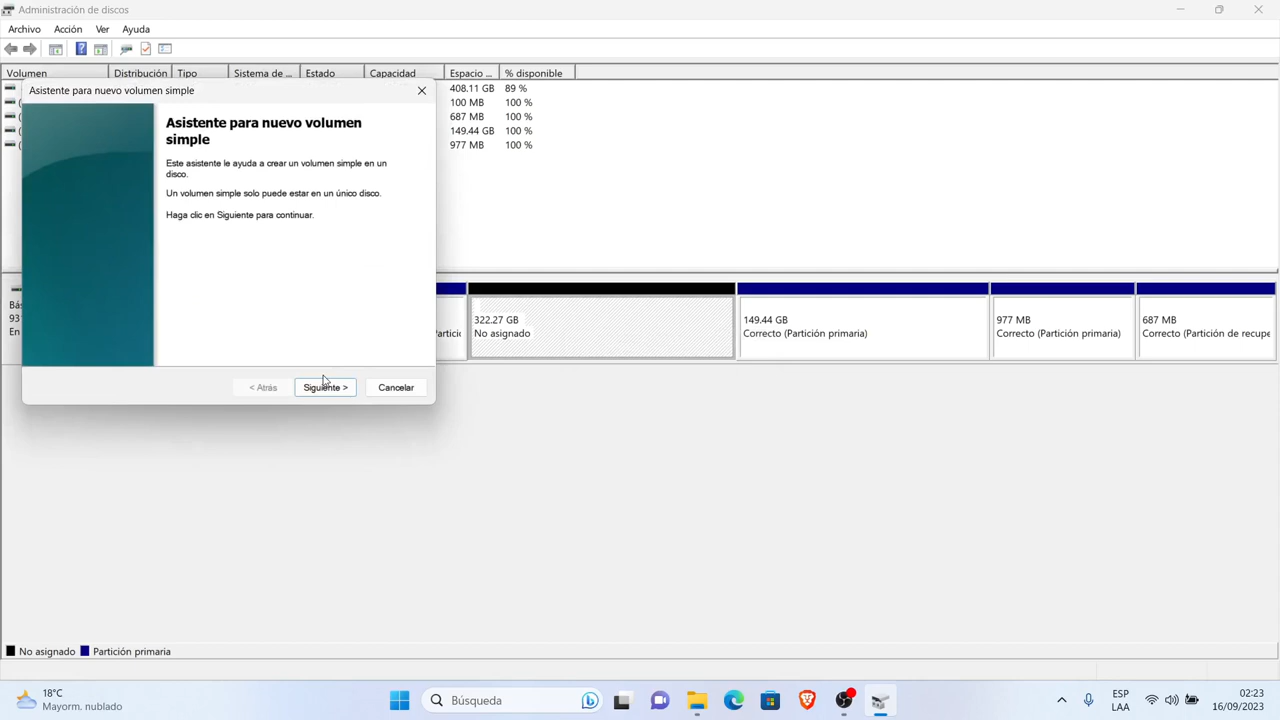 Administración de discos
Archivo Acción Ver Ayuda
Volumen Distribución Tipo Sistema de ... Estado Capacidad Espacio ... % disponible
408.11 GB 89 %
100 MB 100 %
687 MB 100 %
149.44 GB 100 %
977 MB 100 %
Asistente para nuevo volumen simple
Asistente para nuevo volumen
simple
Este asistente le ayuda a crear un volumen simple en un
disco.
Un volumen simple solo puede estar en un único disco.
Haga clic en Siguiente para continuar.
< Atrás Siguiente > Cancelar
Bás
931
En
Partició
322.27 GB
No asignado
149.44 GB
Correcto (Partición primaria)
977 MB
Correcto (Partición primaria)
687 MB
Correcto (Partición de recupe
No asignado Partición primaria
18°C
Mayorm. nublado
Búsqueda
ESP
LAA
02:23
16/09/2023